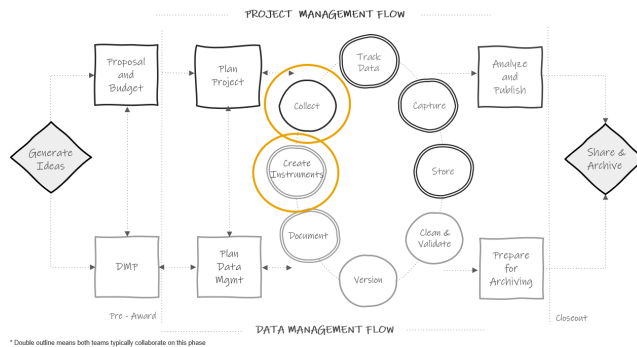 PROJECT MANAGEMENT FLOW
Proposal
and
Budget
Plan
Project
Track
Data
Analyze
and
Publish
Collect
Capture
Generate
Ideas
Create
Instruments
Store
Share &
Archive
Document
Clean &
Validate
DMP
Plan
Data
Mgmt
Version
Prepare
for
Archiving
Pre - Award
Closeout
DATA MANAGEMENT FLOW
* Double outline means both teams typically collaborate on this phase